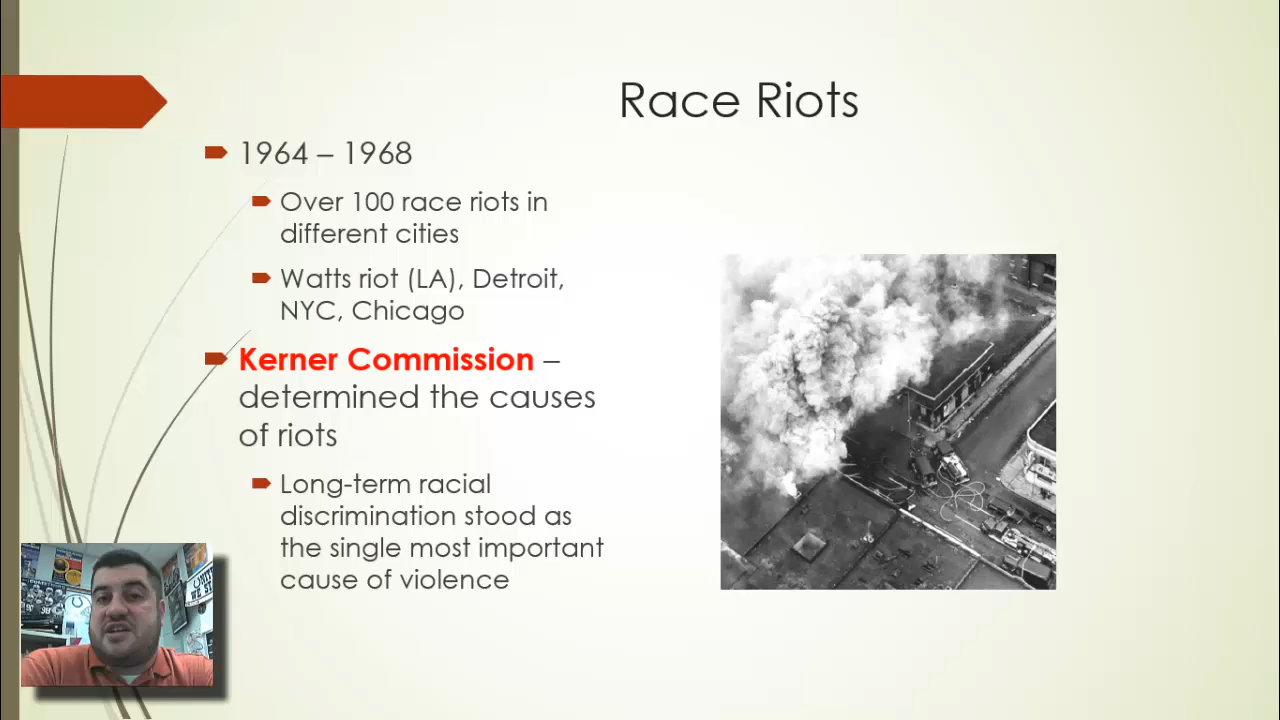 Race Riots
1964 – 1968
Over 100 race riots in
different cities
Watts riot (LA), Detroit,
NYC, Chicago
Kerner Commission –
determined the causes
of riots
Long-term racial
discrimination stood as
the single most important
cause of violence